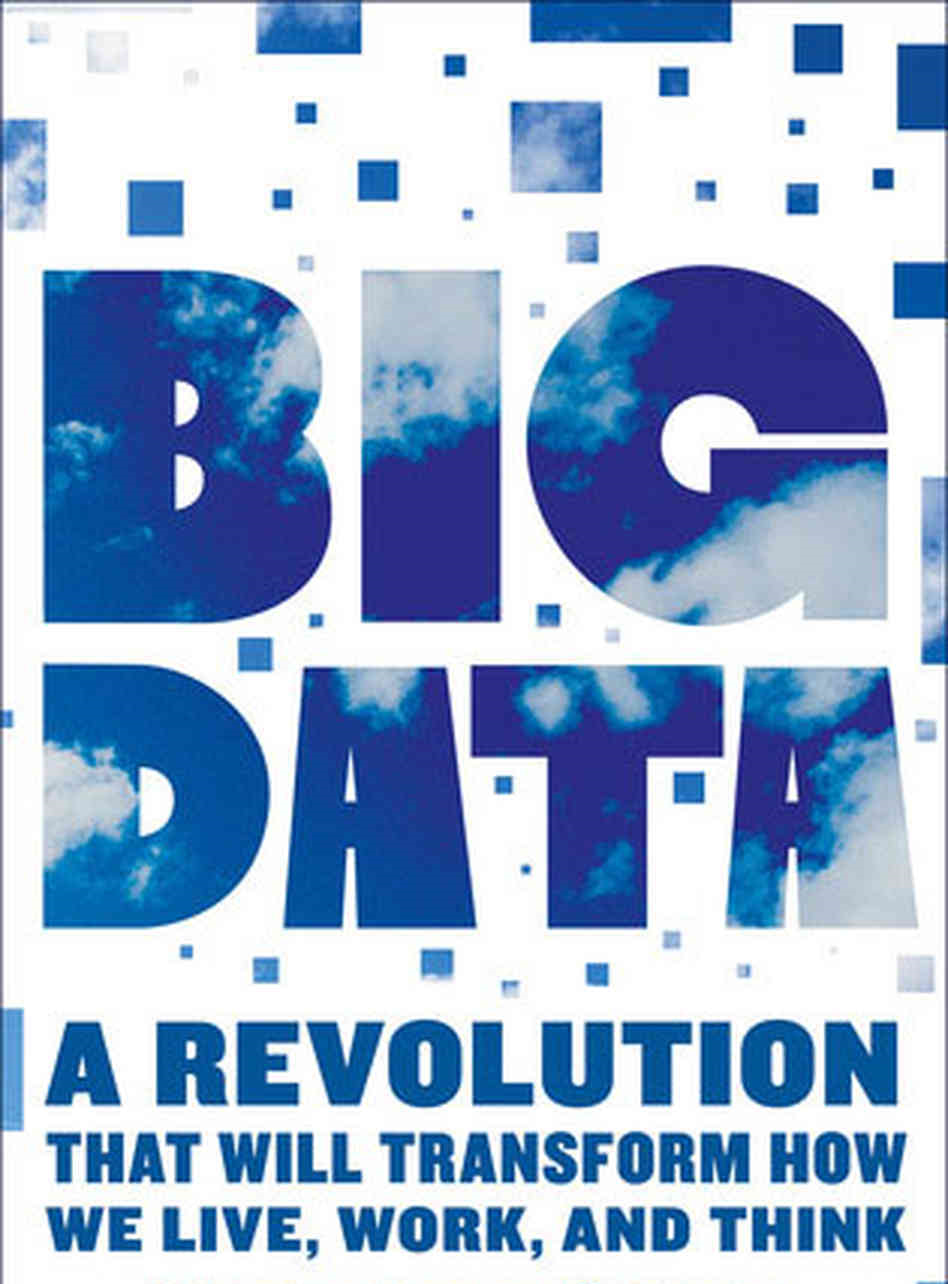 BIG
DATA
A REVOLUTION
THAT WILL TRANSFORM HOW
WE LIVE, WORK, AND THINK